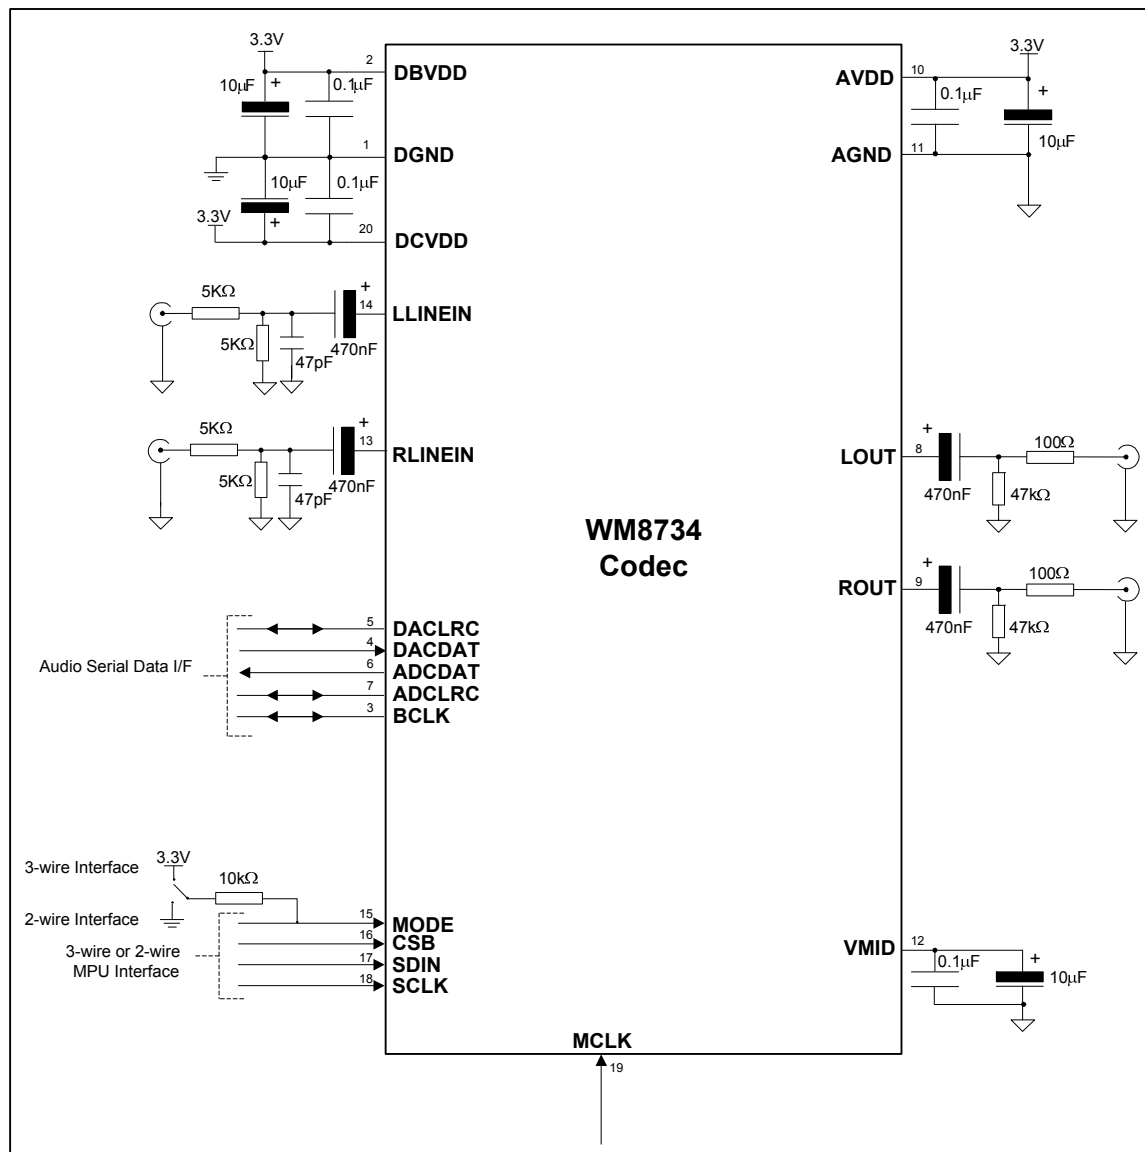 3.3V
2
DBVDD
10µF
+
0.1µF
1
DGND
10µF
0.1µF
3.3V
+
20
DCVDD
3.3V
10
AVDD
0.1µF
+
10µF
11
AGND
5KΩ
+
14
LLINEIN
5KΩ
47pF
470nF
5KΩ
+
13
RLINEIN
5KΩ
47pF
470nF
LOUT
8
+
470nF
100Ω
47kΩ
WM8734
Codec
ROUT
9
+
470nF
100Ω
47kΩ
Audio Serial Data I/F
5
DACLRC
4
DACDAT
6
ADCDAT
7
ADCLRC
3
BCLK
3-wire Interface
3.3V
10kΩ
2-wire Interface
3-wire or 2-wire
MPU Interface
15
MODE
16
CSB
17
SDIN
18
SCLK
VMID
12
0.1µF
+
10µF
MCLK
19